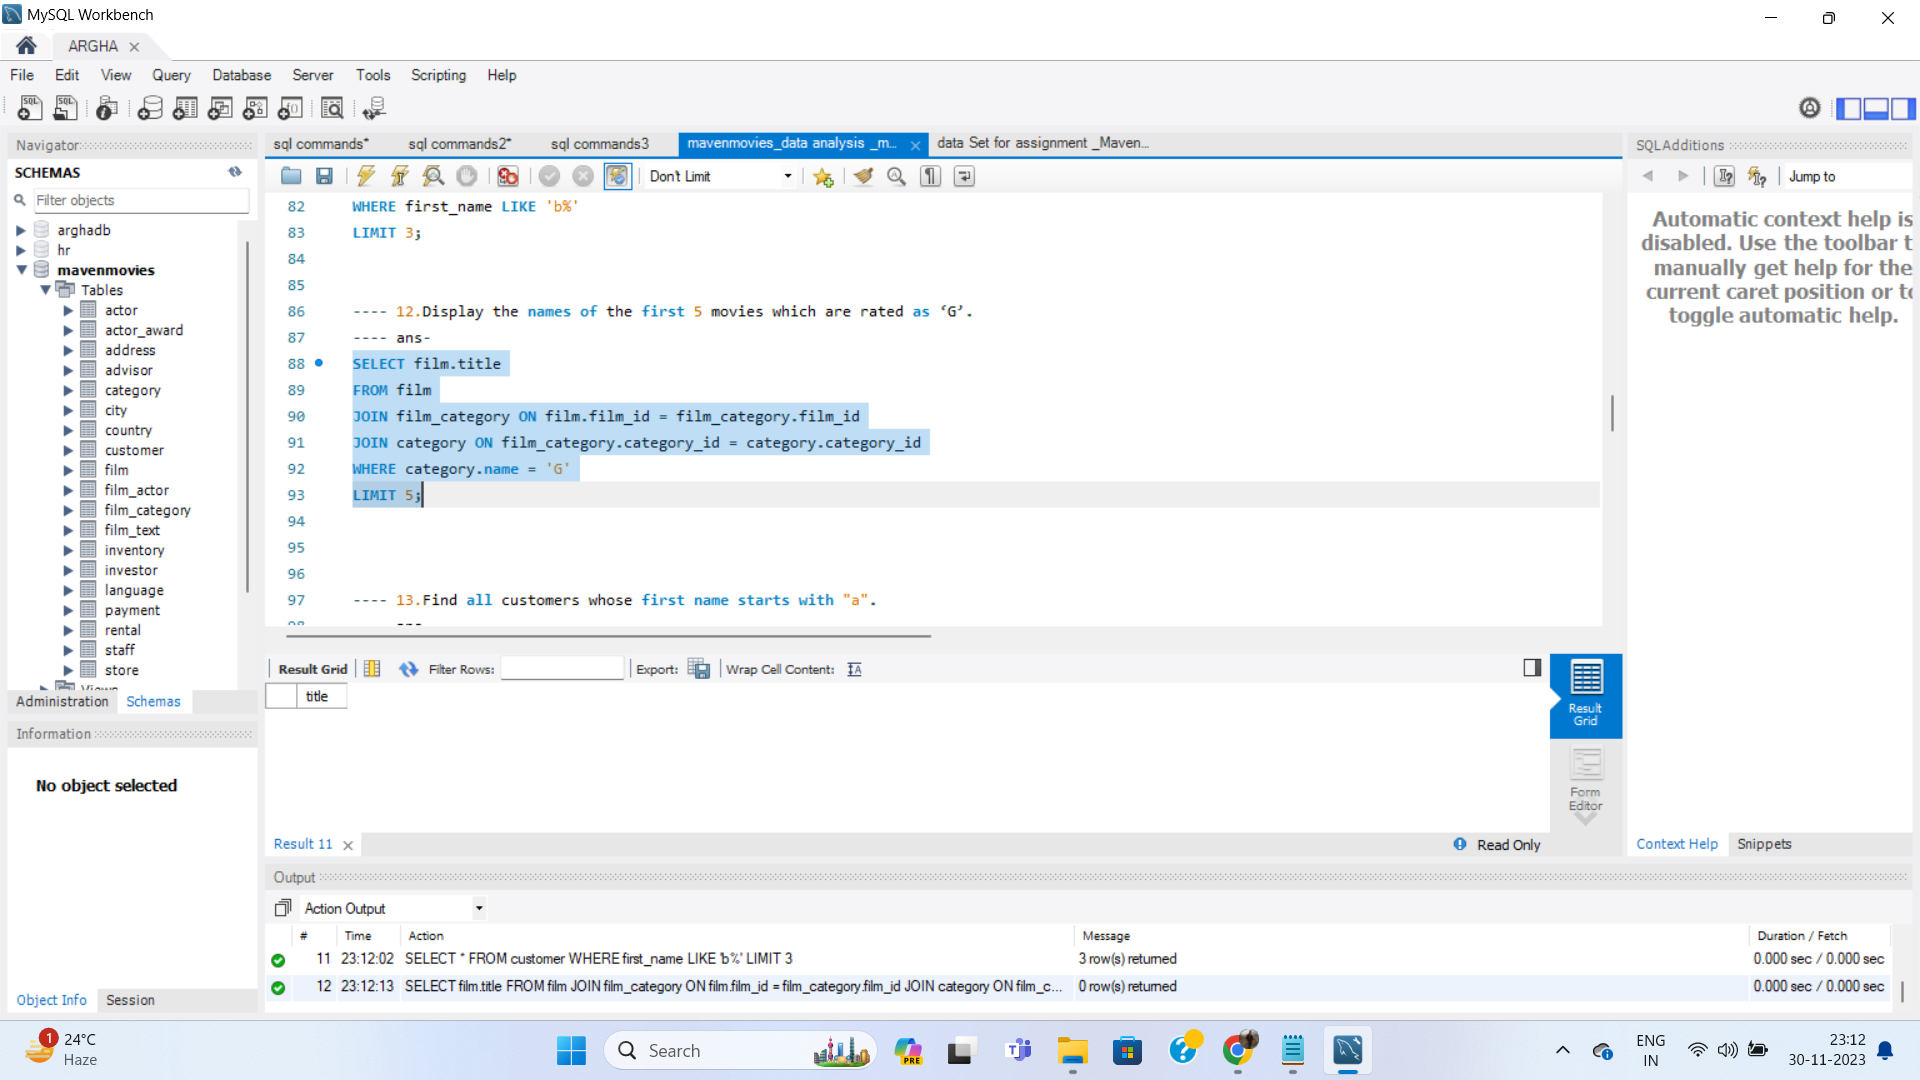 MySQL Workbench
ARGHA
File Edit View Query Database Server Tools Scripting Help
Navigator
SCHEMAS
Filter objects
arghadb
hr
mavenmovies
Tables
actor
actor_award
address
advisor
category
city
country
customer
film
film_actor
film_category
film_text
inventory
investor
language
payment
rental
staff
store
Views
Administration Schemas
Information
No object selected
Object Info Session
sql commands* sql commands2* sql commands3 mavenmovies_data analysis _m... data Set for assignment _Maven...
Don't Limit
82 WHERE first_name LIKE 'b%'
83 LIMIT 3;
84
85
86 ---- 12.Display the names of the first 5 movies which are rated as ‘G’.
87 ---- ans-
88 SELECT film.title
89 FROM film
90 JOIN film_category ON film.film_id = film_category.film_id
91 JOIN category ON film_category.category_id = category.category_id
92 WHERE category.name = 'G'
93 LIMIT 5;
94
95
96
97 ---- 13.Find all customers whose first name starts with "a".
Result Grid Filter Rows: Export: Wrap Cell Content:
title
Result Grid
Form Editor
Result 11
Read Only
SQLAdditions
Jump to
Automatic context help is
disabled. Use the toolbar t
manually get help for the
current caret position or to
toggle automatic help.
Context Help Snippets
Output
Action Output
# Time Action Message Duration / Fetch
11 23:12:02 SELECT * FROM customer WHERE first_name LIKE 'b%' LIMIT 3 3 row(s) returned 0.000 sec / 0.000 sec
12 23:12:13 SELECT film.title FROM film JOIN film_category ON film.film_id = film_category.film_id JOIN category ON film_c... 0 row(s) returned 0.000 sec / 0.000 sec
1
24°C
Haze
Search
PRE
ENG
IN
23:12
30-11-2023